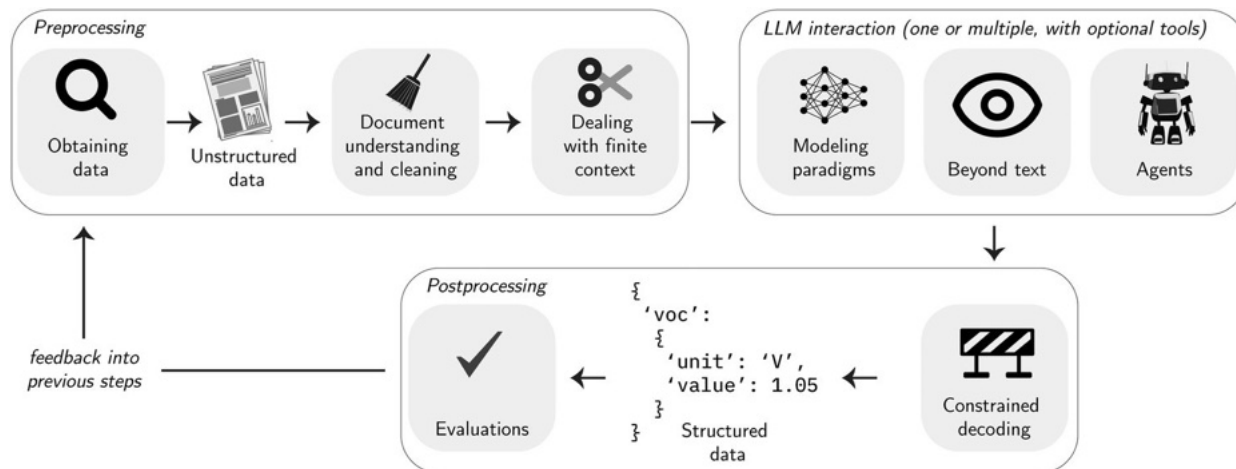 Preprocessing
Obtaining
data
Unstructured
data
Document
understanding
and cleaning
Dealing
with finite
context
LLM interaction (one or multiple, with optional tools)
Modeling
paradigms
Beyond text
Agents
Postprocessing
Evaluations
{
‘voc’:
{
‘unit’: ‘V’,
‘value’: 1.05
}
}
Structured
data
Constrained
decoding
feedback into
previous steps